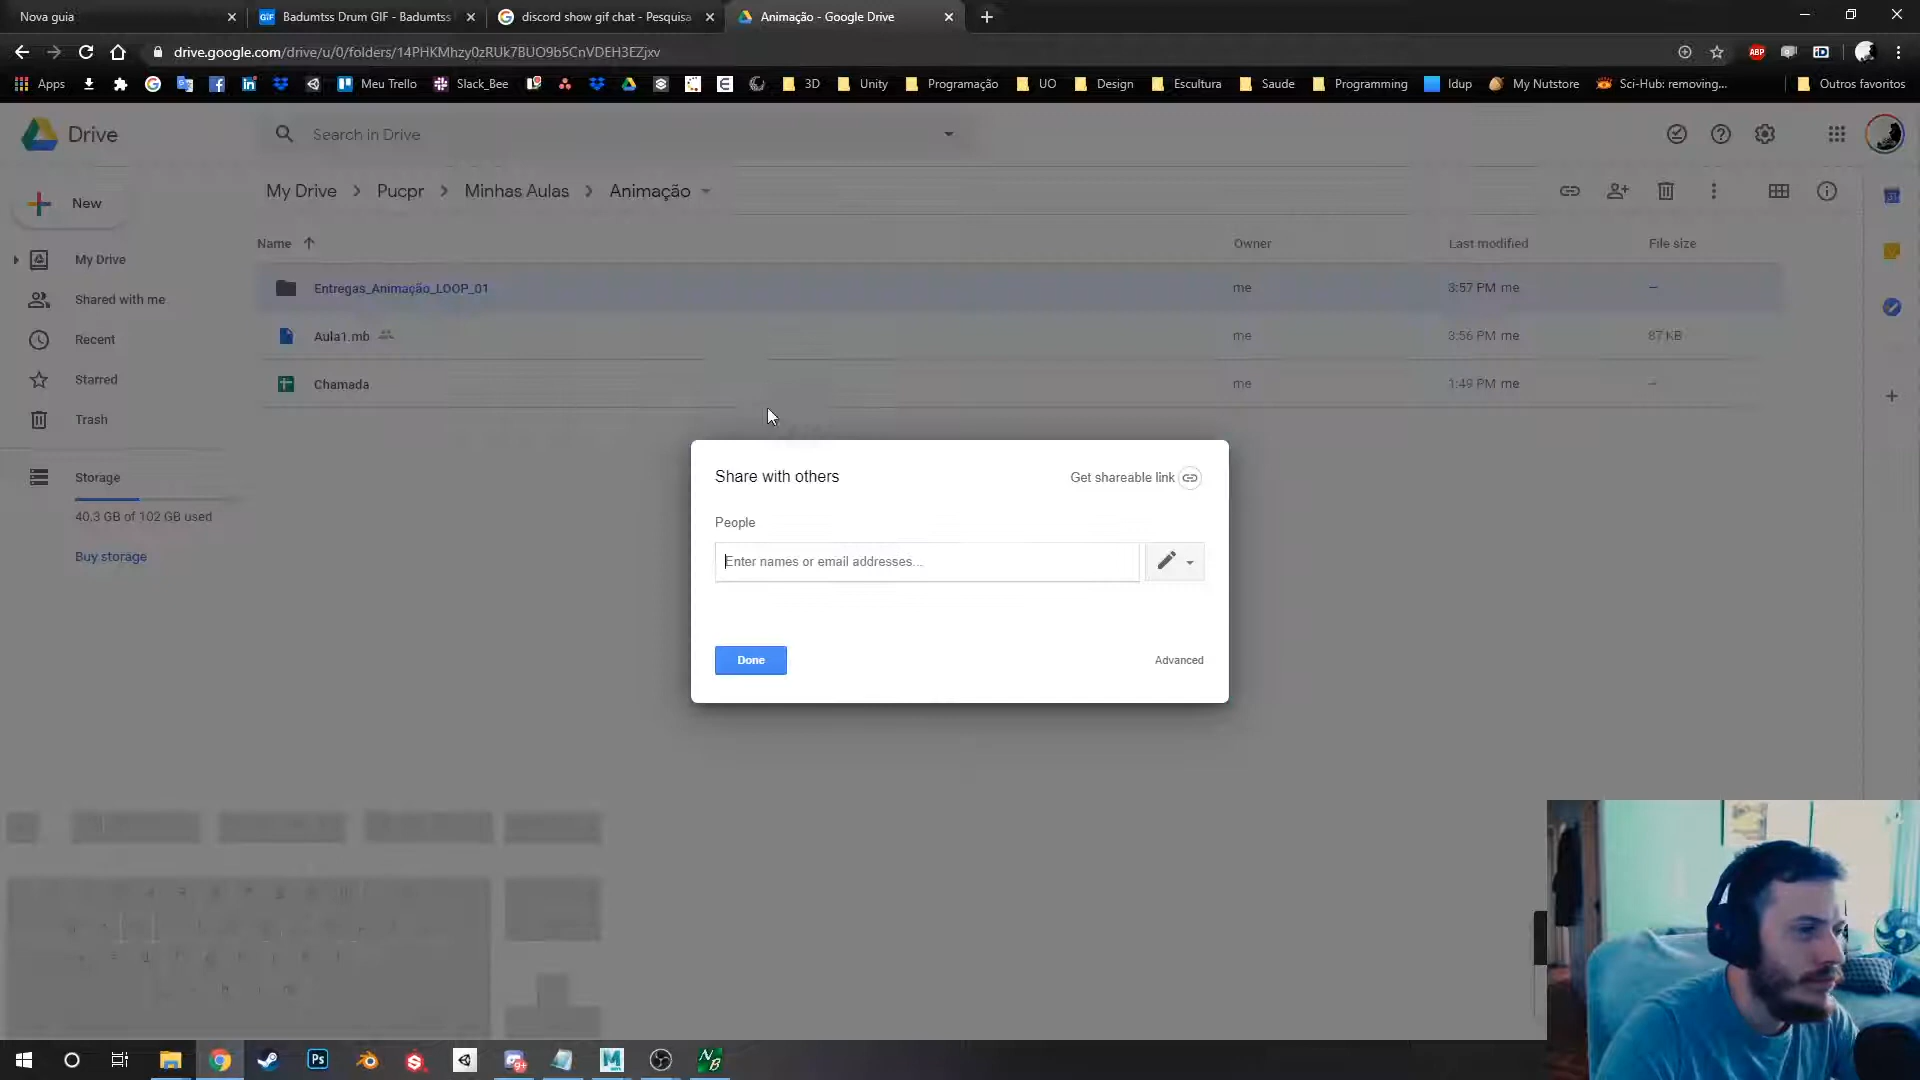 Nova guia
GIF Badumtss Drum GIF - Badumtss
discord show gif chat - Pesquisa
Animação - Google Drive
drive.google.com/drive/u/0/folders/14PHKMhzy0zRUk7BUO9b5CnVDEH3EZjxv
ABP
Apps
Meu Trello
Slack_Bee
3D
Unity
Programação
UO
Design
Escultura
Saude
Programming
Idup
My Nutstore
Sci-Hub: removing...
Outros favoritos
Drive
Search in Drive
New
My Drive
Pucpr
Minhas Aulas
Animação
Name
Owner
Last modified
File size
My Drive
Entregas_Animação_LOOP_01
me
3:57 PM me
–
Shared with me
Aula1.mb
me
3:56 PM me
87 KB
Recent
Chamada
me
1:49 PM me
–
Starred
Trash
Storage
40.3 GB of 102 GB used
Buy storage
Share with others
Get shareable link
People
Enter names or email addresses...
Done
Advanced
Ps
M
NB
9+